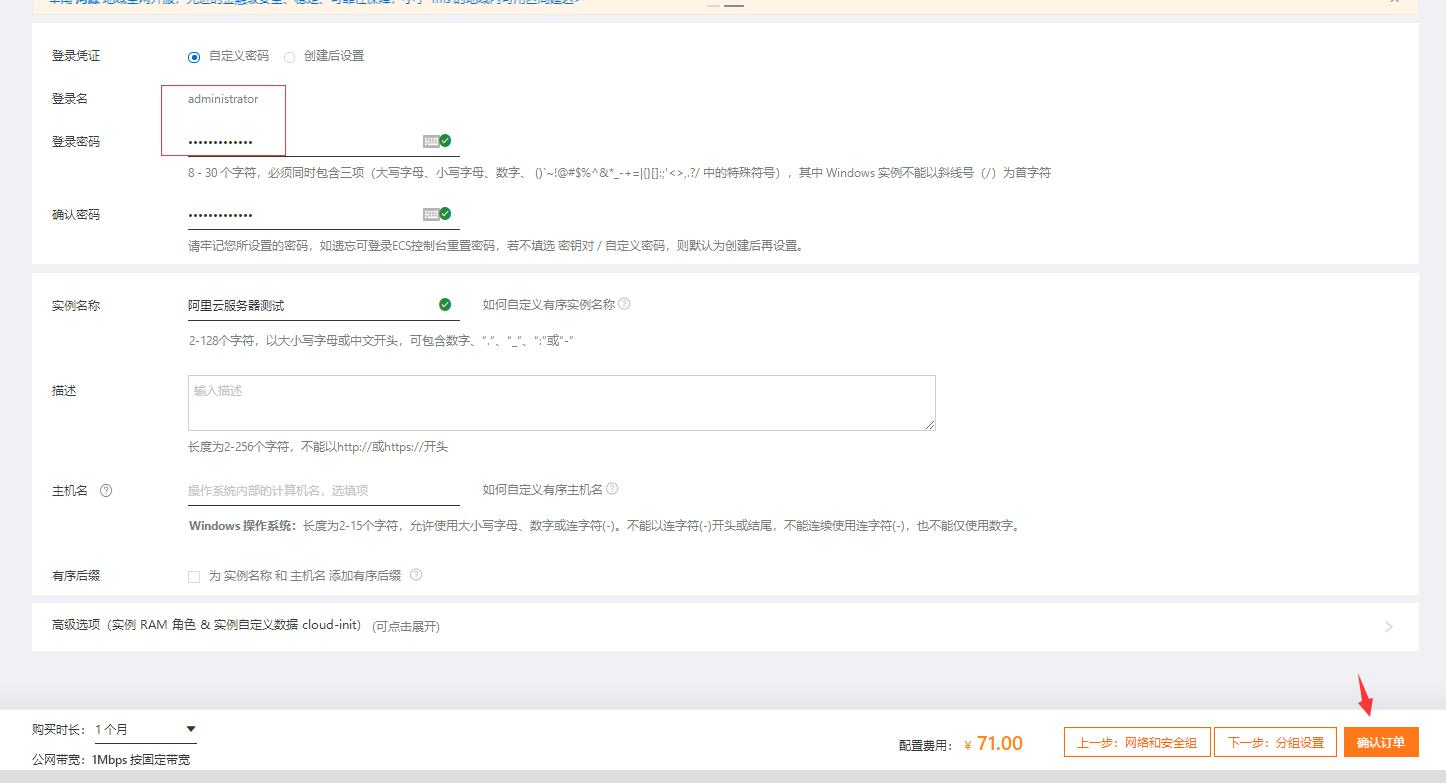 登录凭证 自定义密码 创建后设置
登录名 administrator
登录密码 •••••••••••••
8 - 30 个字符，必须同时包含三项（大写字母、小写字母、数字、 ()`~!@#$%^&*_-+=|{}[]:;'<>,.?/ 中的特殊符号），其中 Windows 实例不能以斜线号（/）为首字符
确认密码 •••••••••••••
请牢记您所设置的密码，如遗忘可登录ECS控制台重置密码，若不填选 密钥对 / 自定义密码，则默认为创建后再设置。
实例名称 阿里云服务器测试 如何自定义有序实例名称
2-128个字符，以大小写字母或中文开头，可包含数字、“.”、“_”、“:”或“-”
描述 输入描述
长度为2-256个字符，不能以http://或https://开头
主机名 操作系统内部的计算机名，选填项 如何自定义有序主机名
Windows 操作系统：长度为2-15个字符，允许使用大小写字母、数字或连字符(-)。不能以连字符(-)开头或结尾，不能连续使用连字符(-)，也不能仅使用数字。
有序后缀 为 实例名称 和 主机名 添加有序后缀
高级选项（实例 RAM 角色 & 实例自定义数据 cloud-init） (可点击展开)
购买时长： 1 个月
公网带宽： 1Mbps 按固定带宽
配置费用： ¥ 71.00 上一步：网络和安全组 下一步：分组设置 确认订单